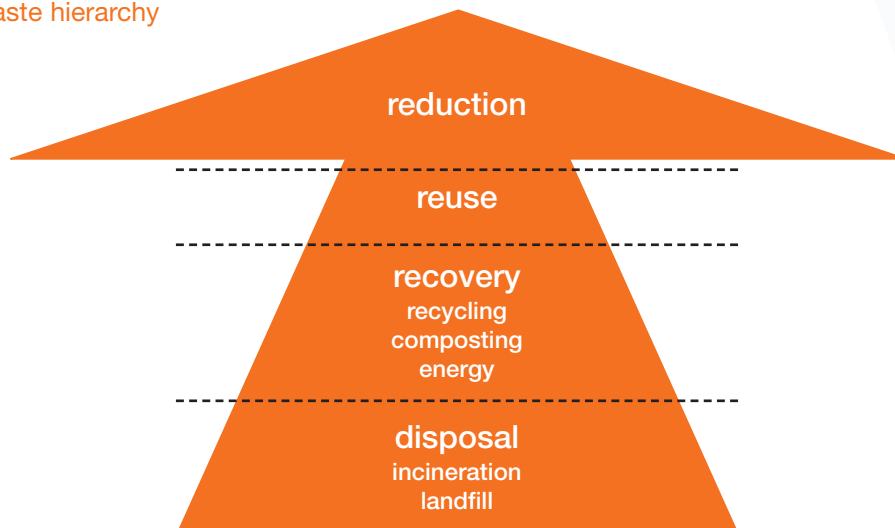 aste hierarchy
reduction
reuse
recovery
recycling
composting
energy
disposal
incineration
landfill